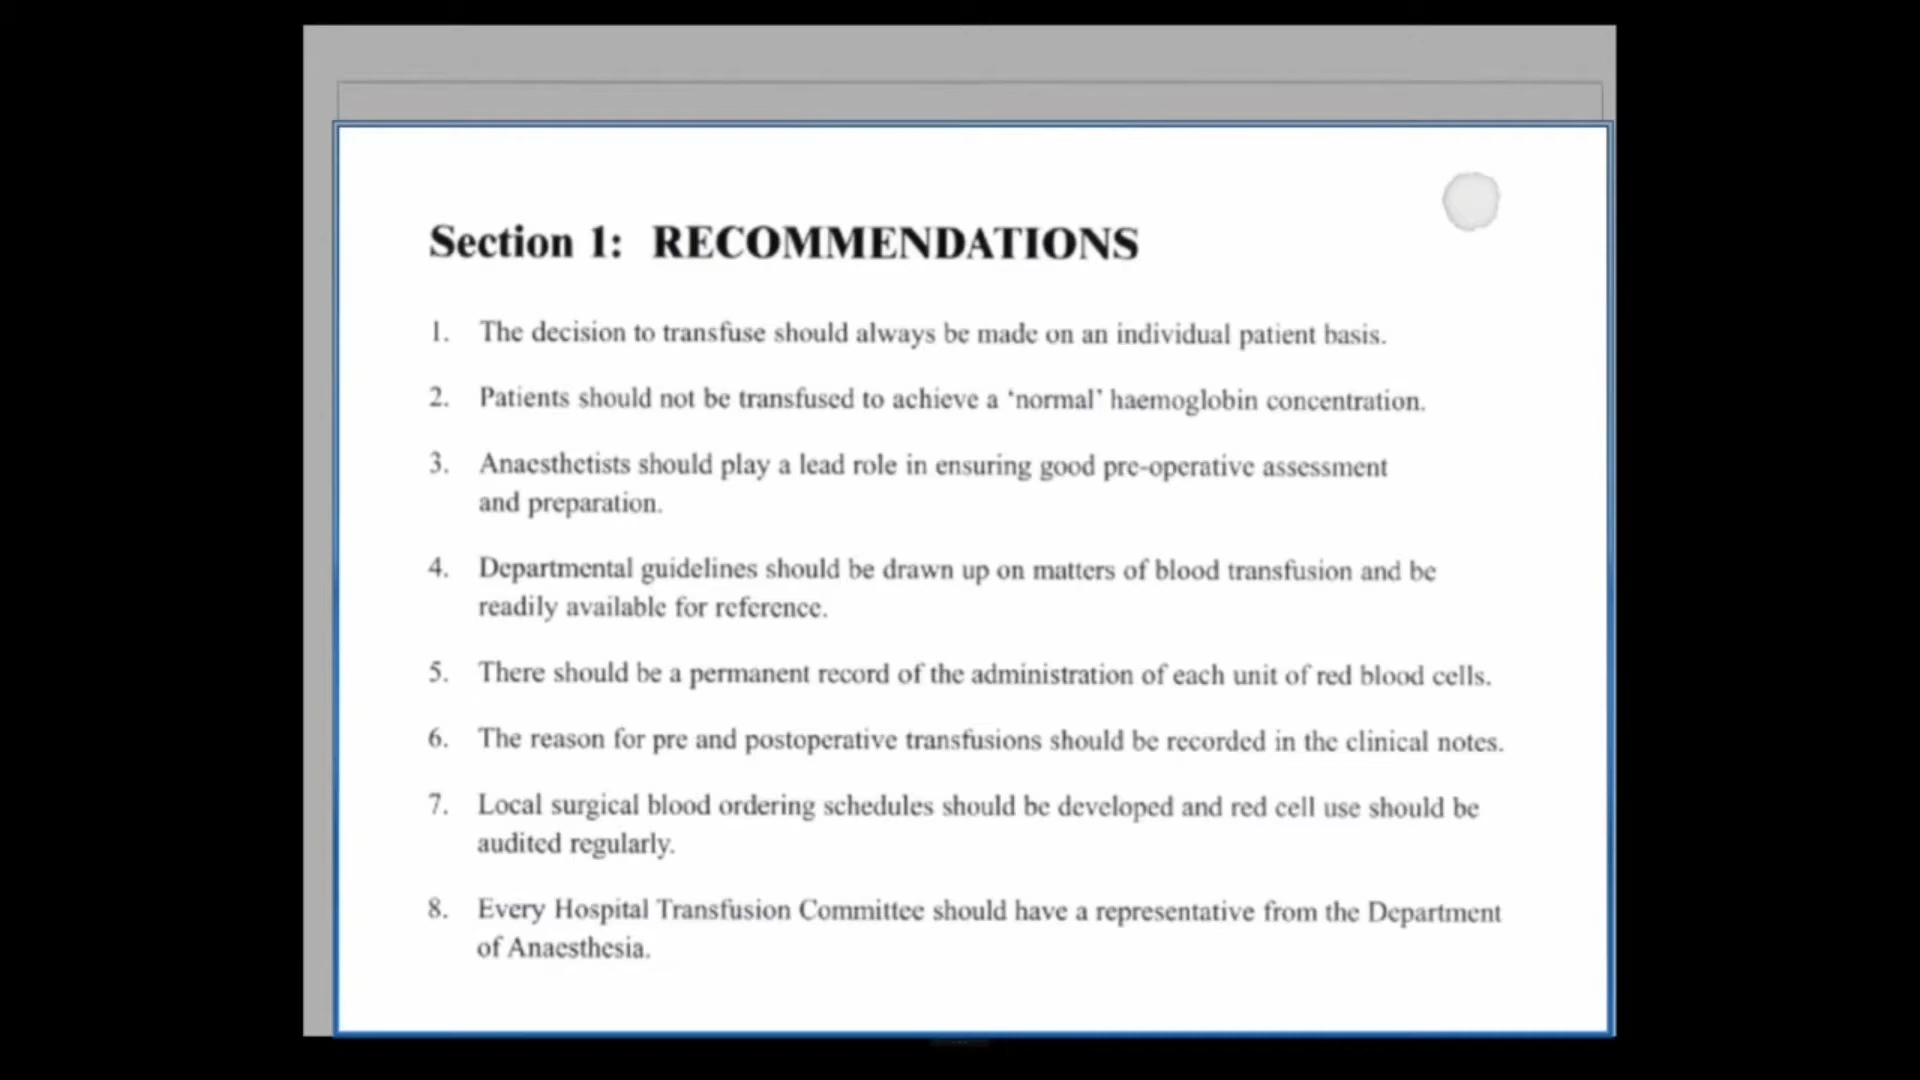 Section 1: RECOMMENDATIONS
1. The decision to transfuse should always be made on an individual patient basis.
2. Patients should not be transfused to achieve a ‘normal’ haemoglobin concentration.
3. Anaesthetists should play a lead role in ensuring good pre-operative assessment
and preparation.
4. Departmental guidelines should be drawn up on matters of blood transfusion and be
readily available for reference.
5. There should be a permanent record of the administration of each unit of red blood cells.
6. The reason for pre and postoperative transfusions should be recorded in the clinical notes.
7. Local surgical blood ordering schedules should be developed and red cell use should be
audited regularly.
8. Every Hospital Transfusion Committee should have a representative from the Department
of Anaesthesia.